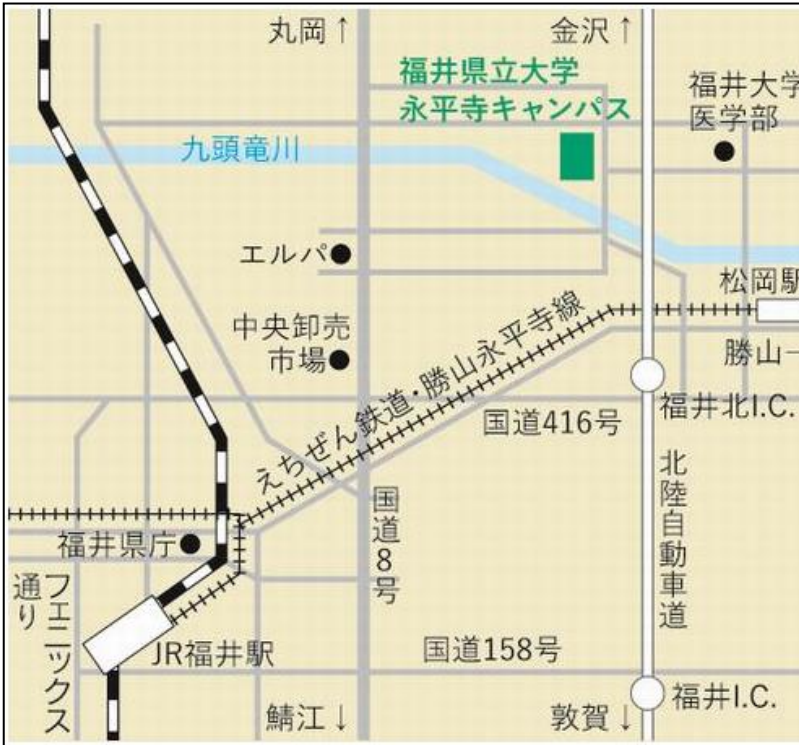 丸岡↑
金沢↑
福井県立大学
永平寺キャンパス
福井大学
医学部
九頭竜川
エルパ
松岡駅
中央卸売
市場
えちぜん鉄道・勝山永平寺線
勝山
福井北I.C.
国道416号
北陸自動車道
国道8号
福井県庁
フェニックス
通り
JR福井駅
国道158号
福井I.C.
鯖江↓
敦賀↓